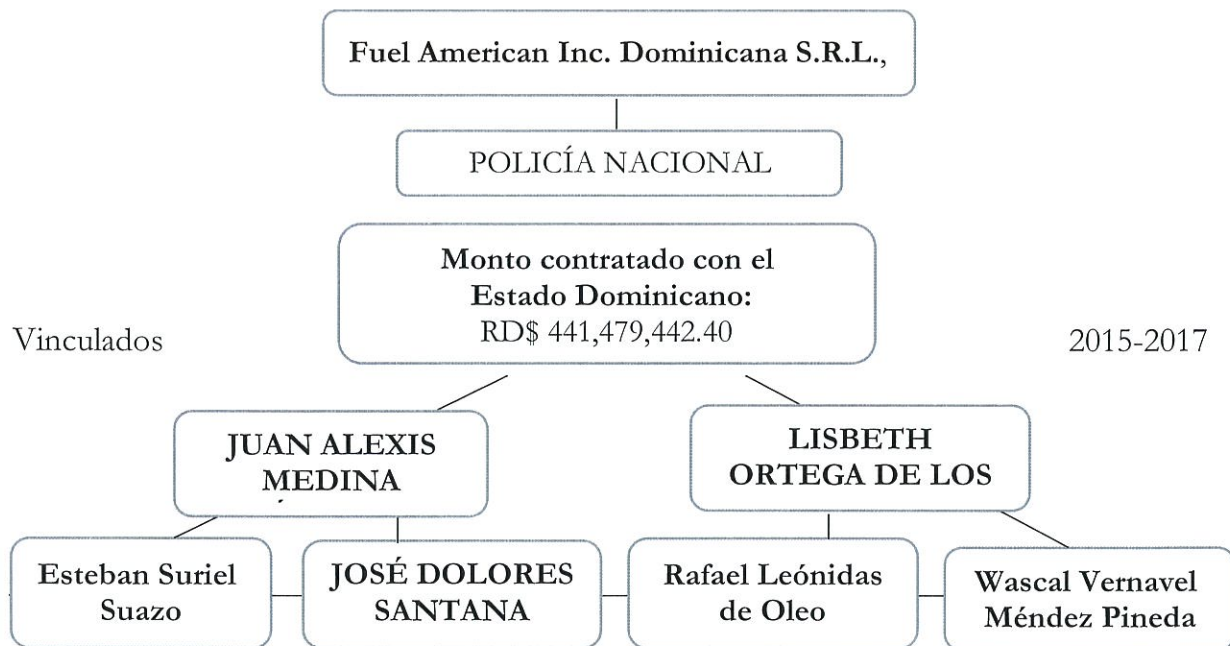 Fuel American Inc. Dominicana S.R.L.,
POLICÍA NACIONAL
Monto contratado con el
Estado Dominicano:
RD$ 441,479,442.40
Vinculados
2015-2017
JUAN ALEXIS
MEDINA
LISBETH
ORTEGA DE LOS
Esteban Suriel
Suazo
JOSÉ DOLORES
SANTANA
Rafael Leónidas
de Oleo
Wascal Vernavel
Méndez Pineda